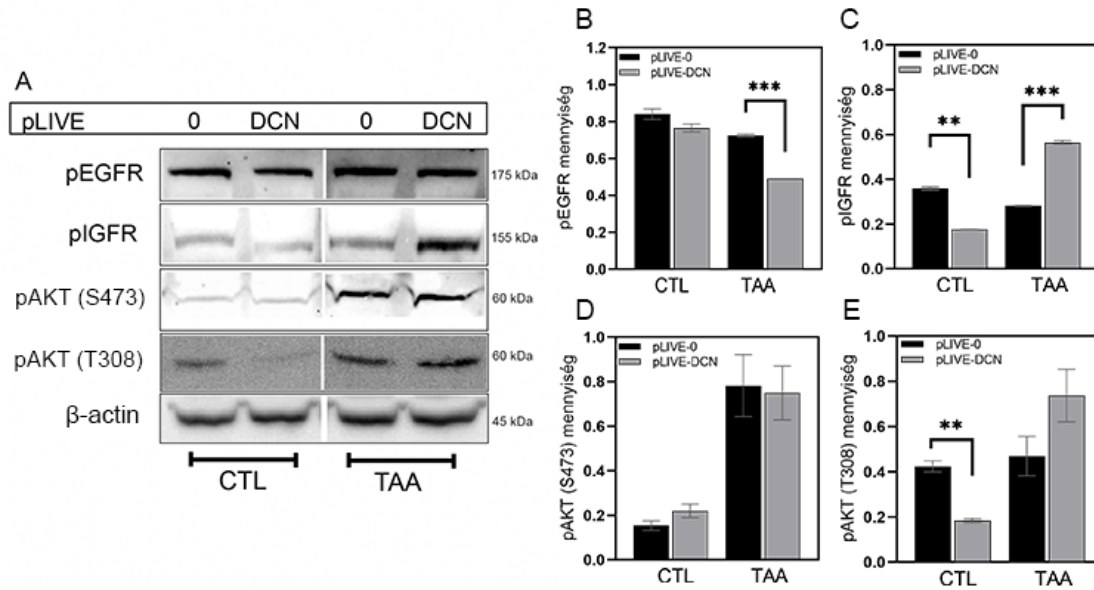 A
pLIVE 0 DCN 0 DCN
pEGFR 175 kDa
pIGFR 155 kDa
pAKT (S473) 60 kDa
pAKT (T308) 60 kDa
β-actin 45 kDa
CTL TAA
B
pEGFR mennyiség
1.2
1.0
0.8
0.6
0.4
0.2
0.0
pLIVE-0
pLIVE-DCN
***
CTL TAA
C
pIGFR mennyiség
1.0
0.8
0.6
0.4
0.2
0.0
pLIVE-0
pLIVE-DCN
**
***
CTL TAA
D
pAKT (S473) mennyiség
1.0
0.8
0.6
0.4
0.2
0.0
pLIVE-0
pLIVE-DCN
CTL TAA
E
pAKT (T308) mennyiség
1.0
0.8
0.6
0.4
0.2
0.0
pLIVE-0
pLIVE-DCN
**
CTL TAA